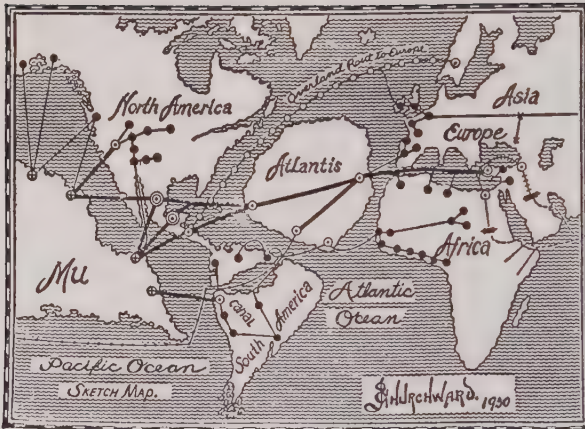 Overland Route to Europe
North America
Asia
Europe
Atlantis
Africa
MU
Atlantic
Ocean
Canal
South America
Pacific Ocean
SKETCH MAP.
J CHURCHWARD. 1930